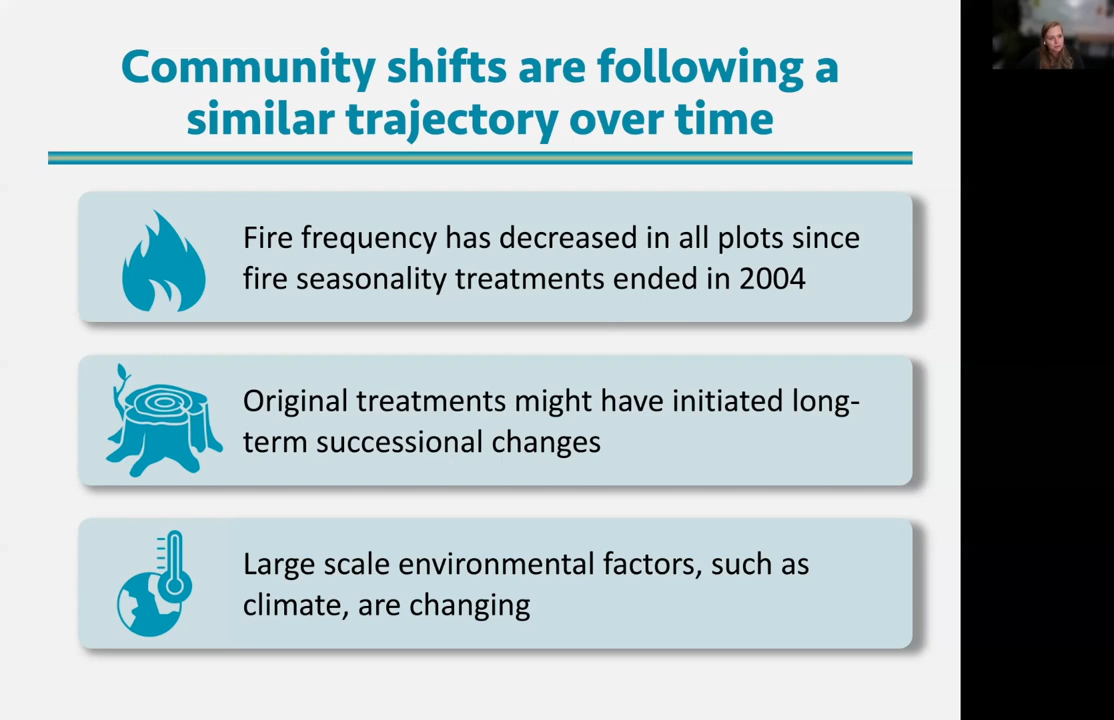 Community shifts are following a
similar trajectory over time
Fire frequency has decreased in all plots since
fire seasonality treatments ended in 2004
Original treatments might have initiated long-
term successional changes
Large scale environmental factors, such as
climate, are changing